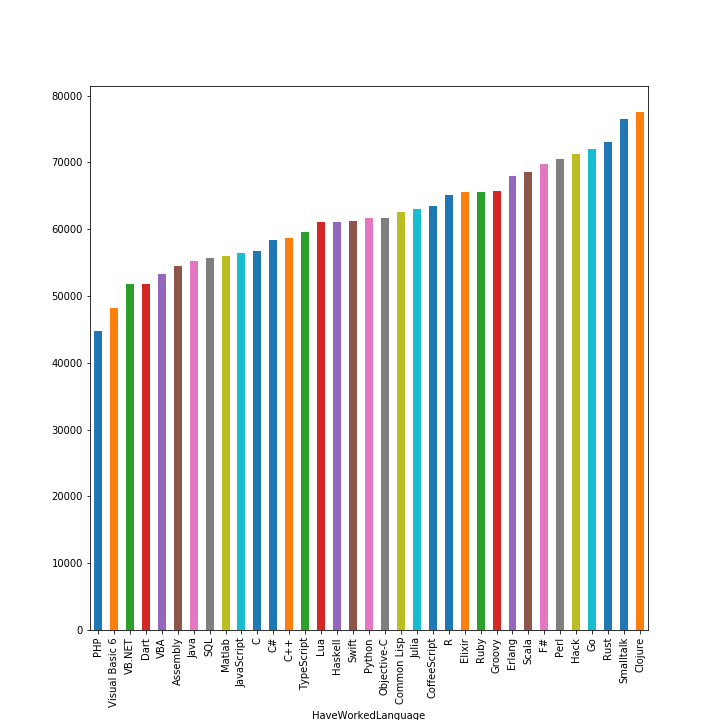 80000
70000
60000
50000
40000
30000
20000
10000
0
PHP
Visual Basic 6
VB.NET
Dart
VBA
Assembly
Java
SQL
Matlab
JavaScript
C
C#
C++
TypeScript
Lua
Haskell
Swift
Python
Objective-C
Common Lisp
Julia
CoffeeScript
R
Elixir
Ruby
Groovy
Erlang
Scala
F#
Perl
Hack
Go
Rust
Smalltalk
Clojure
HaveWorkedLanguage